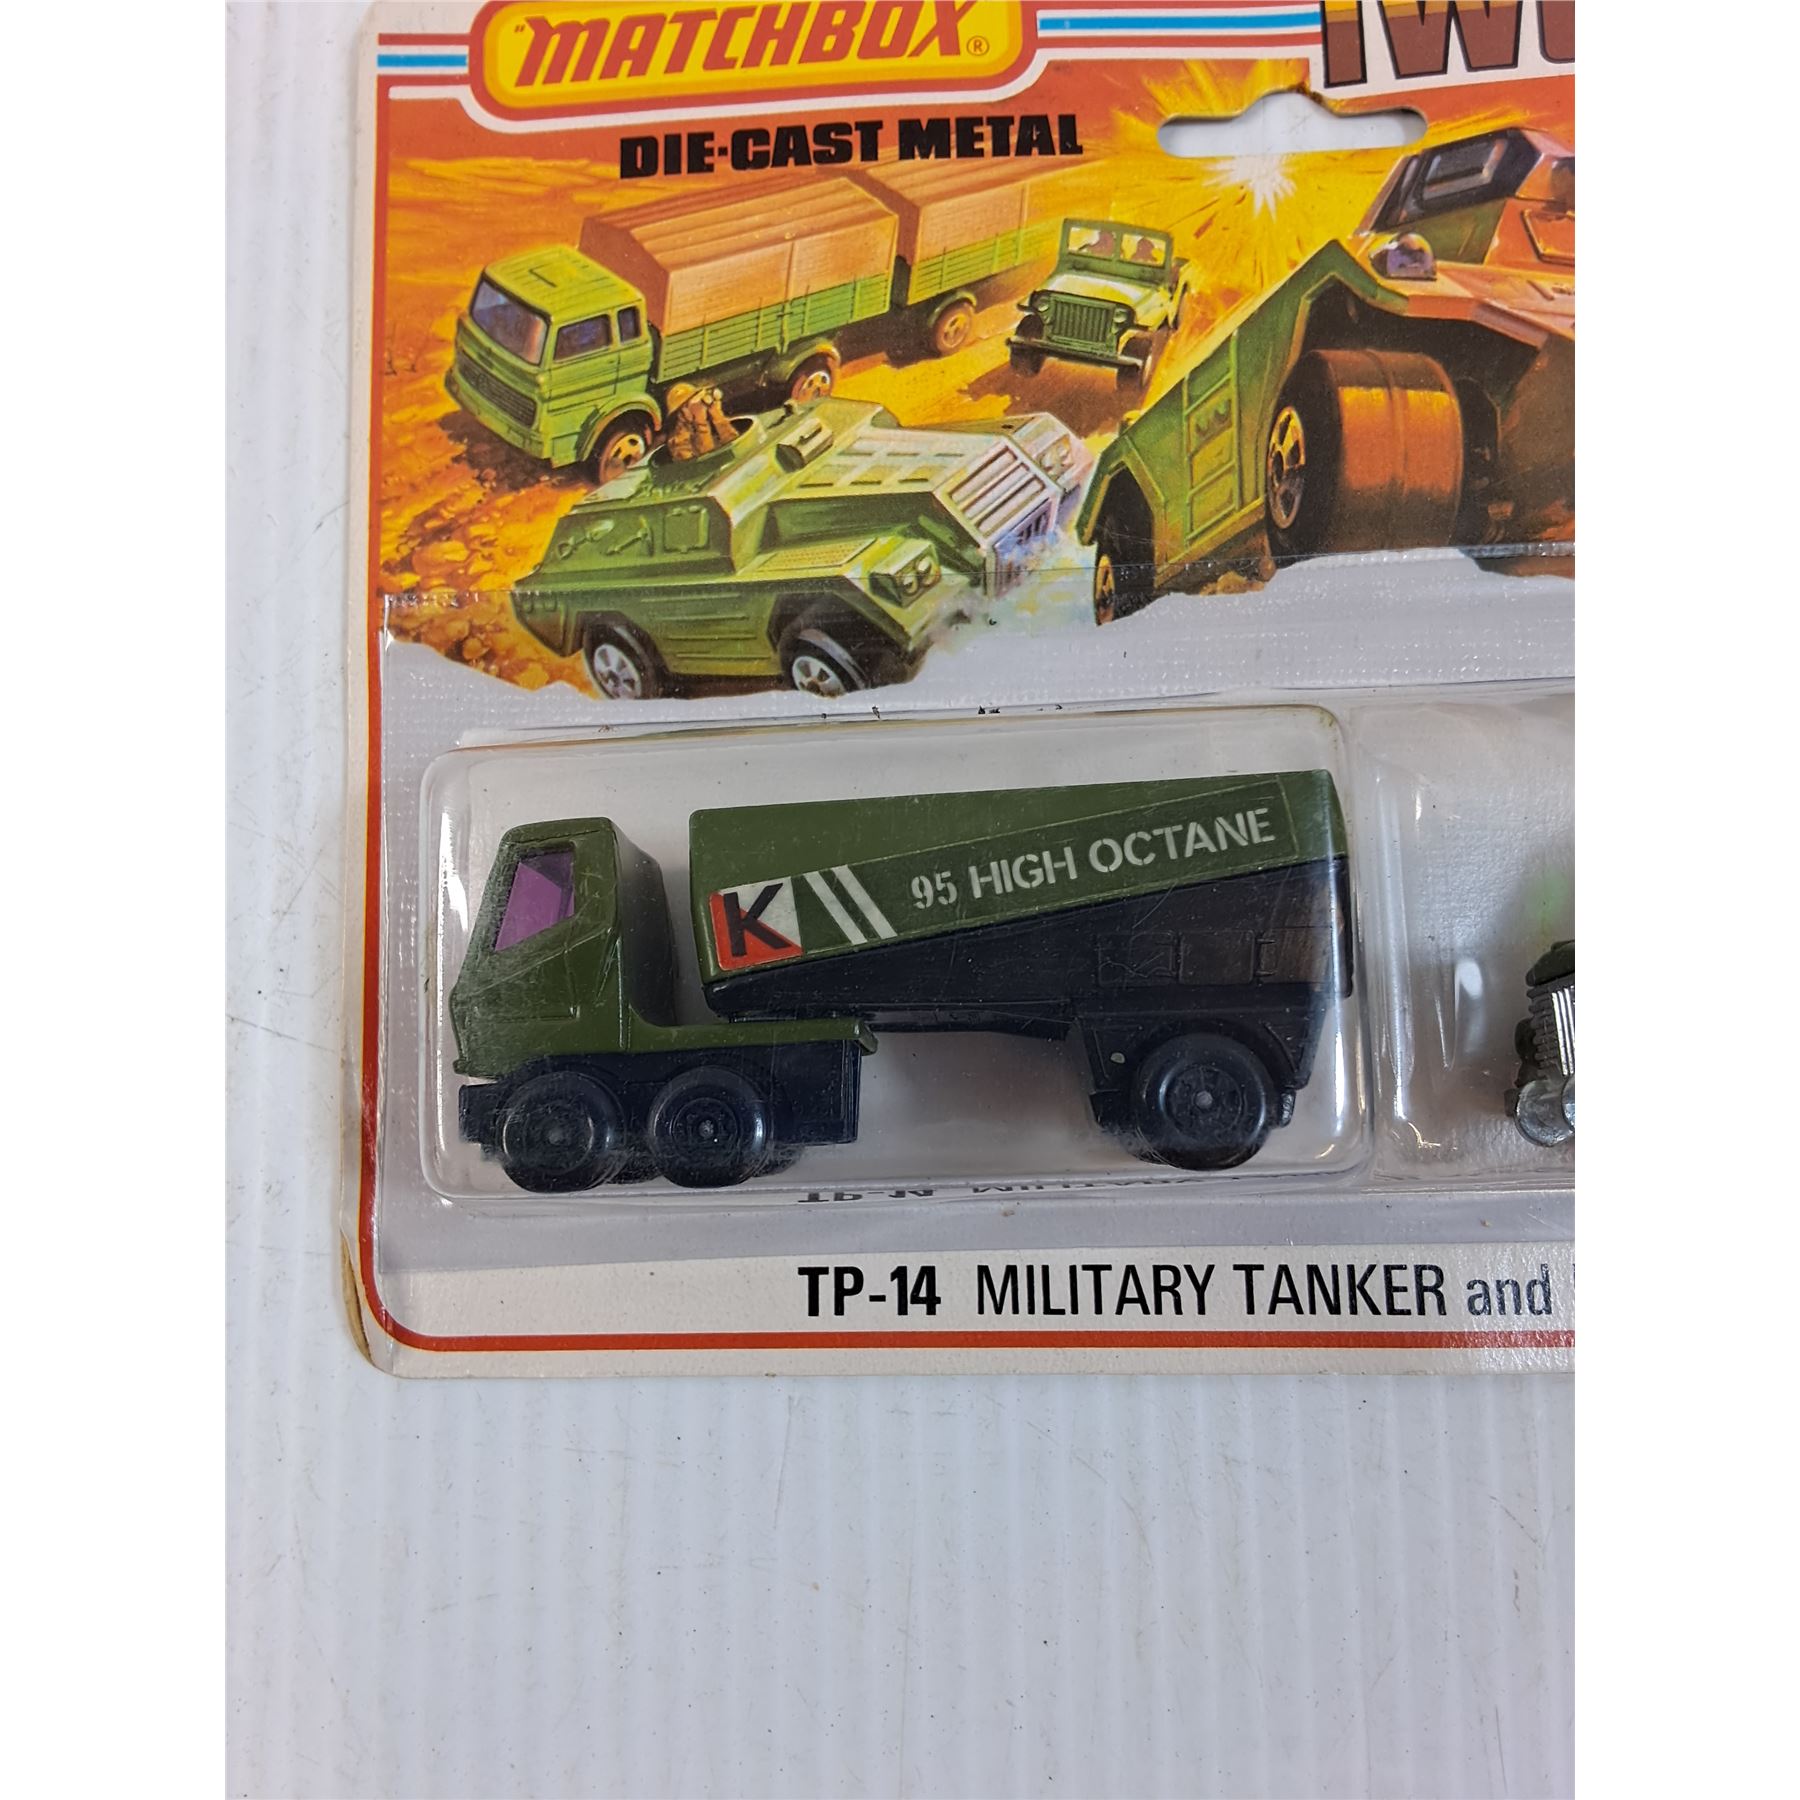 "MATCHBOX®
DIE-CAST METAL
K
95 HIGH OCTANE
TP-14 MILITARY TANKER and